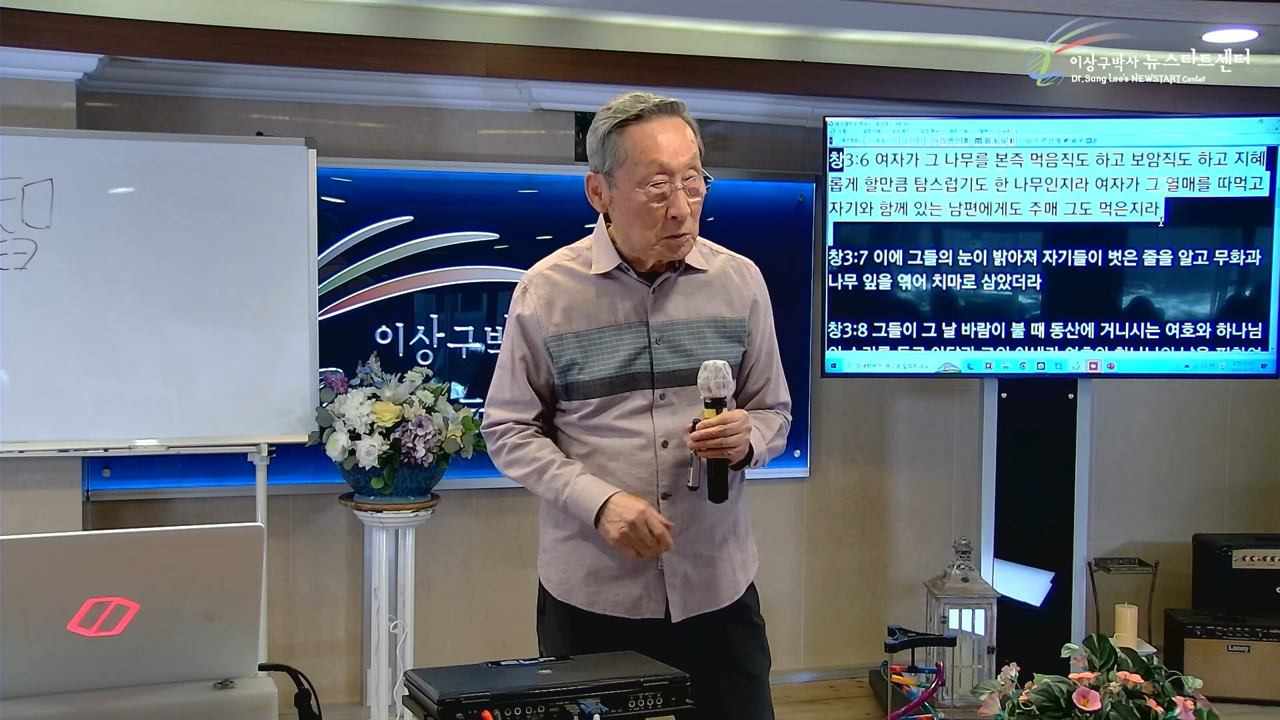 이상구박사 뉴스타트센터
Dr. Sang Lee's NEWSTART Center
창3:6 여자가 그 나무를 본즉 먹음직도 하고 보암직도 하고 지혜
롭게 할만큼 탐스럽기도 한 나무인지라 여자가 그 열매를 따먹고
자기와 함께 있는 남편에게도 주매 그도 먹은지라
창3:7 이에 그들의 눈이 밝아져 자기들이 벗은 줄을 알고 무화과
나무 잎을 엮어 치마로 삼았더라
창3:8 그들이 그 날 바람이 불 때 동산에 거니시는 여호와 하나님
이상구박
Laney